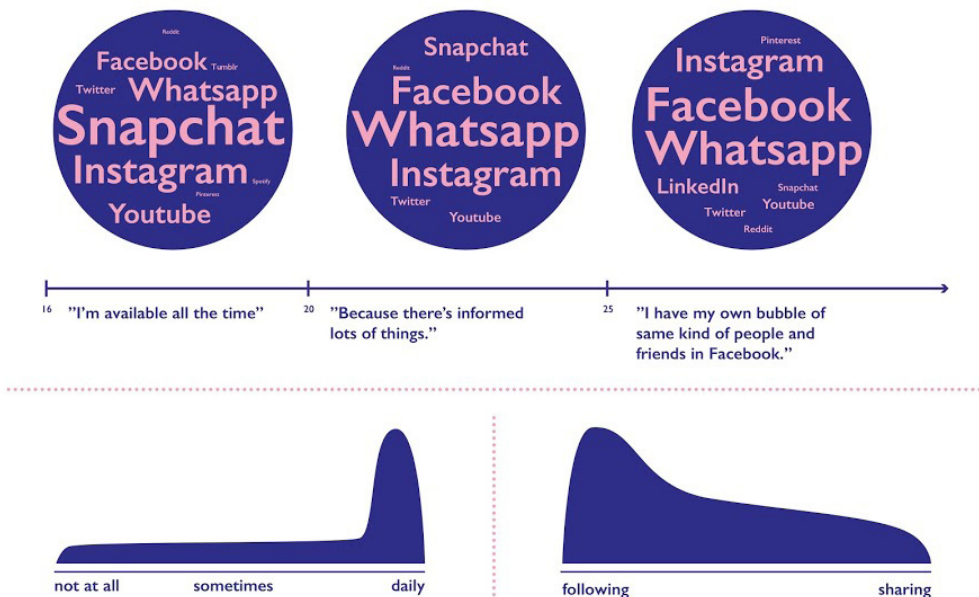 Reddit
Facebook
Tumblr
Twitter
Whatsapp
Snapchat
Instagram
Spotify
Pinterest
Youtube
Snapchat
Reddit
Facebook
Whatsapp
Instagram
Twitter
Youtube
Pinterest
Instagram
Facebook
Whatsapp
LinkedIn
Snapchat
Youtube
Twitter
Reddit
16
"I'm available all the time"
20
"Because there's informed
lots of things."
25
"I have my own bubble of
same kind of people and
friends in Facebook."
not at all
sometimes
daily
following
sharing